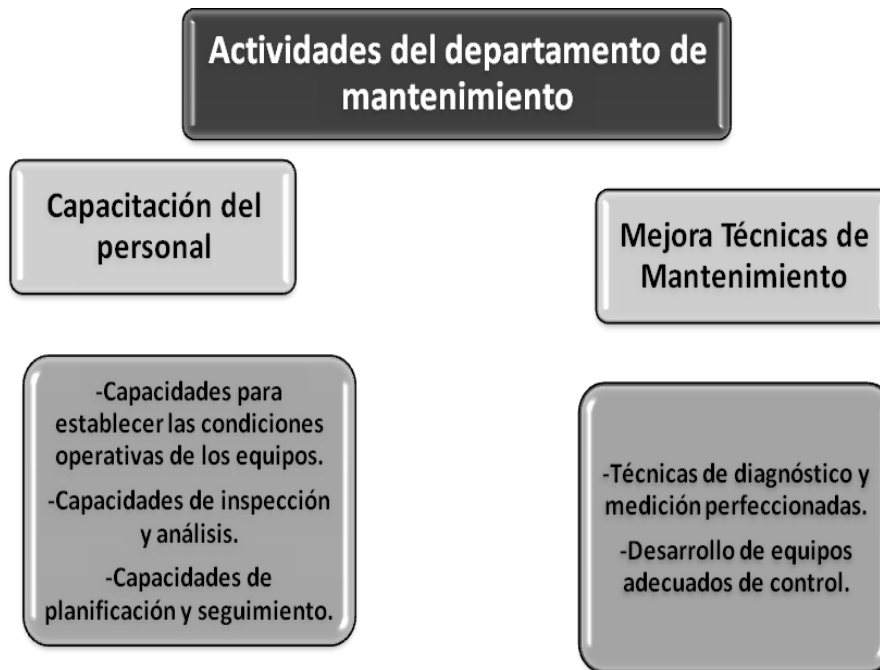 Actividades del departamento de
mantenimiento
Capacitación del
personal
Mejora Técnicas de
Mantenimiento
-Capacidades para
establecer las condiciones
operativas de los equipos.
-Capacidades de inspección
y análisis.
-Capacidades de
planificación y seguimiento.
-Técnicas de diagnóstico y
medición perfeccionadas.
-Desarrollo de equipos
adecuados de control.